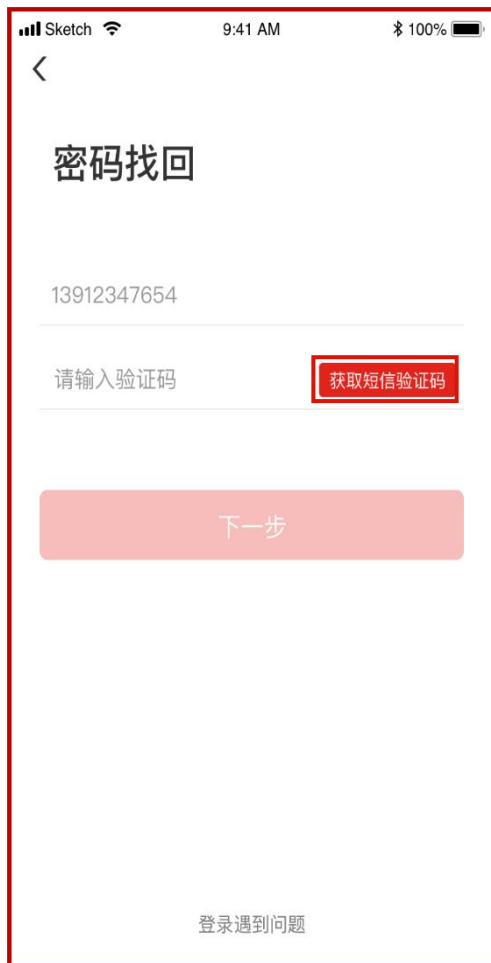 Sketch 9:41 AM 100%
密码找回
13912347654
请输入验证码 获取短信验证码
下一步
登录遇到问题